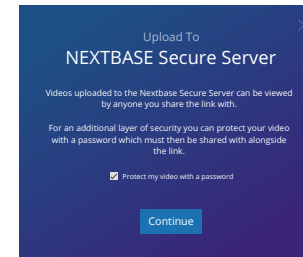 Upload To
NEXTBASE Secure Server
Videos uploaded to the Nextbase Secure Server can be viewed
by anyone you share the link with.
For an additional layer of security you can protect your video
with a password which must then be shared with alongside
the link.
Protect my video with a password
Continue